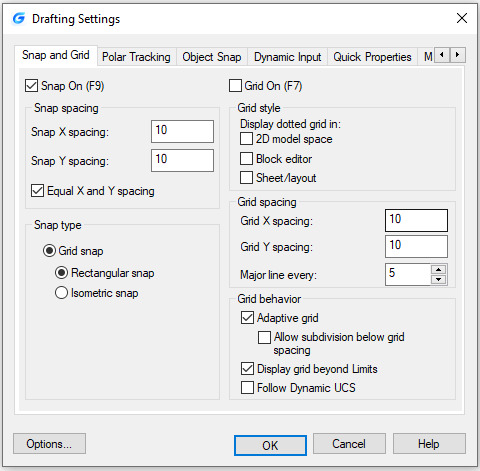 Drafting Settings
Snap and Grid Polar Tracking Object Snap Dynamic Input Quick Properties M
Snap On (F9)
Snap spacing
Snap X spacing: 10
Snap Y spacing: 10
Equal X and Y spacing
Snap type
Grid snap
Rectangular snap
Isometric snap
Grid On (F7)
Grid style
Display dotted grid in:
2D model space
Block editor
Sheet/layout
Grid spacing
Grid X spacing: 10
Grid Y spacing: 10
Major line every: 5
Grid behavior
Adaptive grid
Allow subdivision below grid
spacing
Display grid beyond Limits
Follow Dynamic UCS
Options... OK Cancel Help